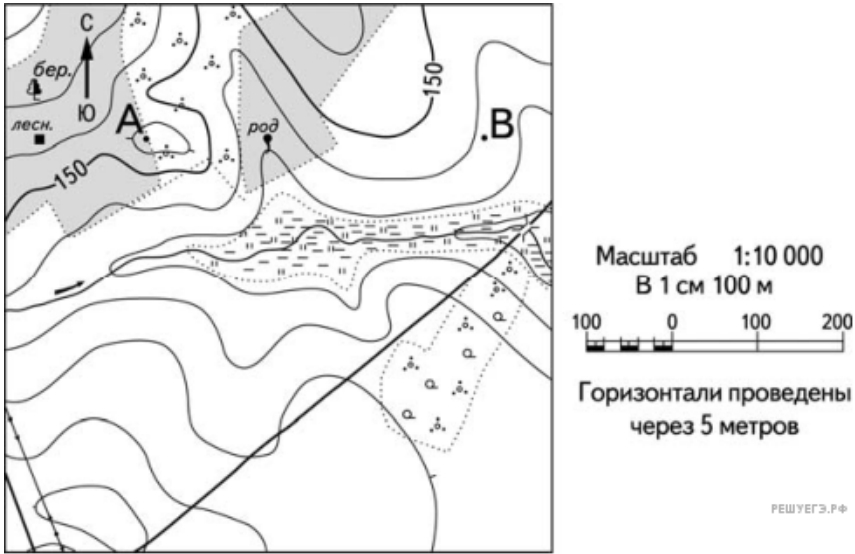 С
бер.
Ю
лесн.
А
150
род
150
В
Масштаб 1:10 000
В 1 см 100 м
100 0 100 200
Горизонтали проведены
через 5 метров
РЕШУЕГЭ.РФ